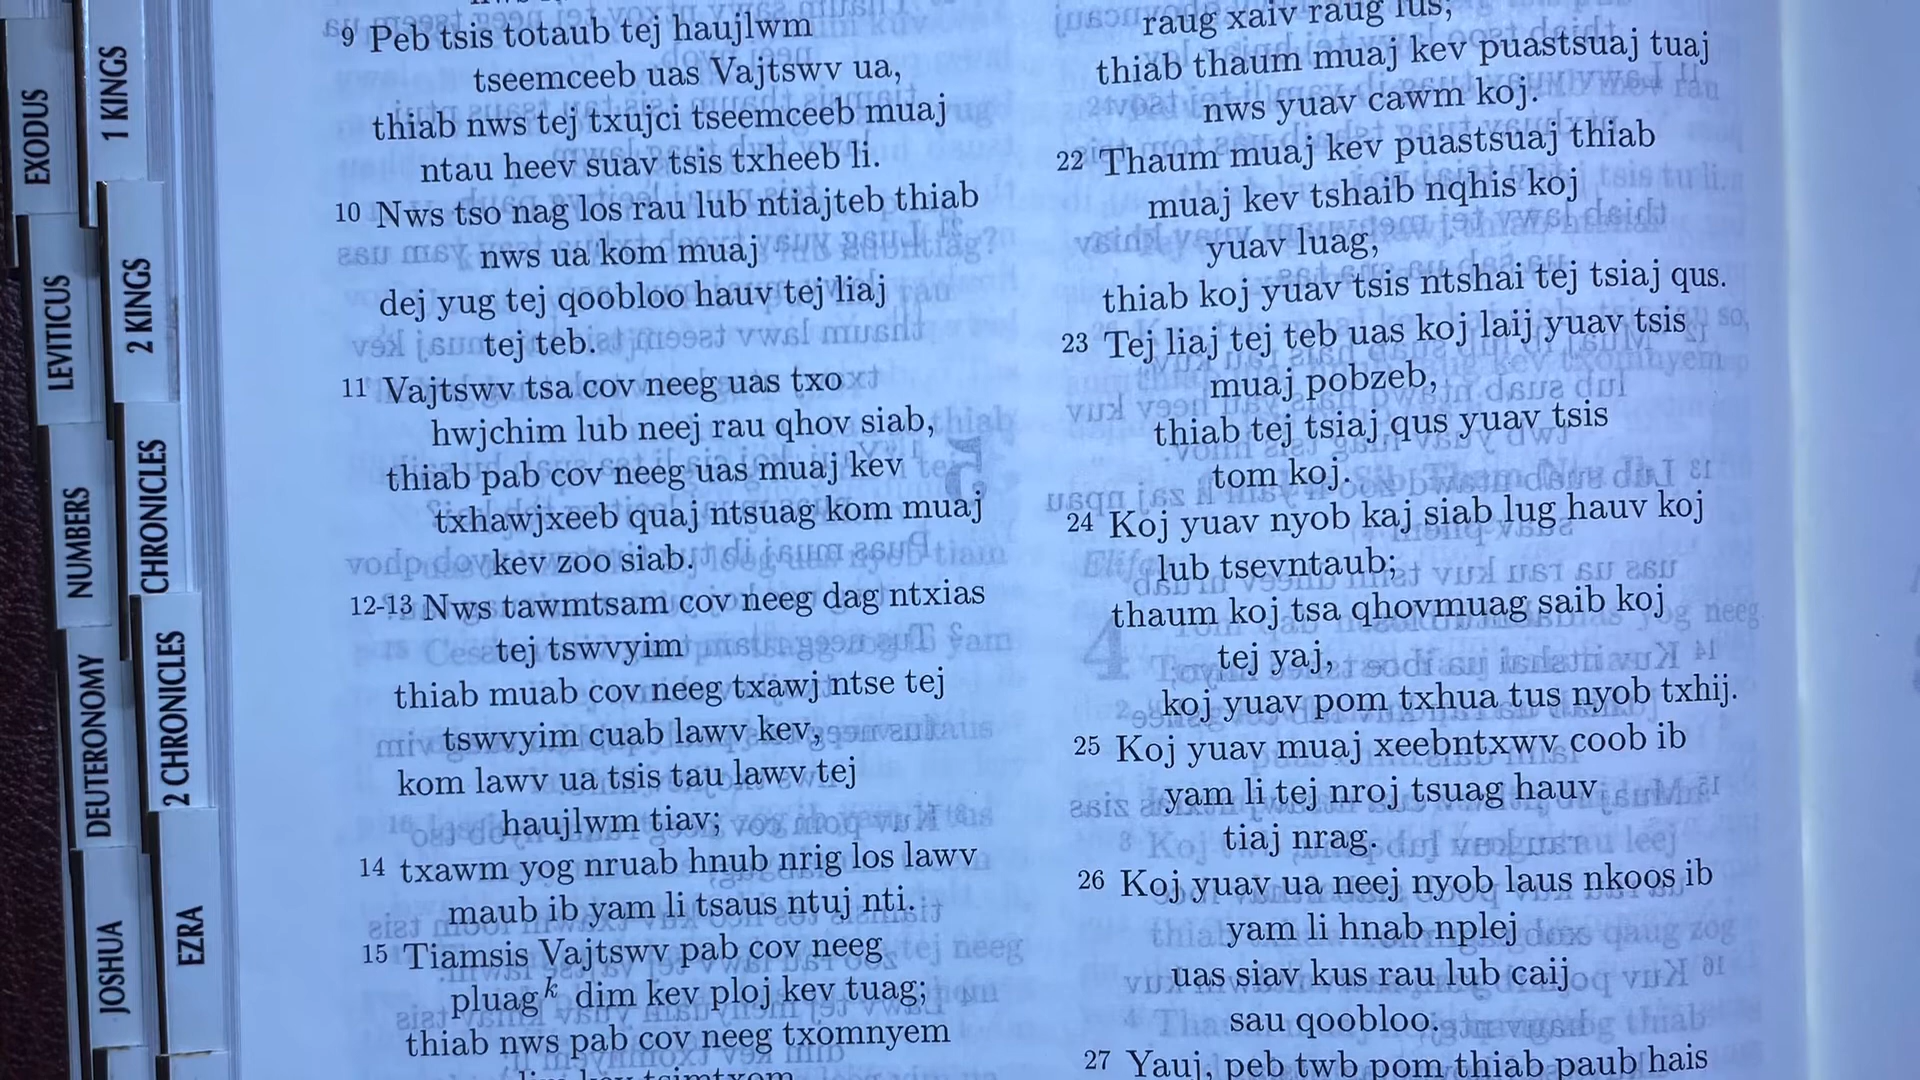 EXODUS
LEVITICUS
NUMBERS
DEUTERONOMY
JOSHUA
1 KINGS
2 KINGS
CHRONICLES
2 CHRONICLES
EZRA
9 Peb tsis totaub tej haujlwm
tseemceeb uas Vajtswv ua,
thiab nws tej txujci tseemceeb muaj
ntau heev suav tsis txheeb li.
10 Nws tso nag los rau lub ntiajteb thiab
nws ua kom muaj
dej yug tej qoobloo hauv tej liaj
tej teb.
11 Vajtswv tsa cov neeg uas txo
hwjchim lub neej rau qhov siab,
thiab pab cov neeg uas muaj kev
txhawjxeeb quaj ntsuag kom muaj
kev zoo siab.
12-13 Nws tawmtsam cov neeg dag ntxias
tej tswvyim
thiab muab cov neeg txawj ntse tej
tswvyim cuab lawv kev,
kom lawv ua tsis tau lawv tej
haujlwm tiav;
14 txawm yog nruab hnub nrig los lawv
maub ib yam li tsaus ntuj nti.
15 Tiamsis Vajtswv pab cov neeg
pluag k dim kev ploj kev tuag;
thiab nws pab cov neeg txomnyem
raug xaiv raug lus;
thiab thaum muaj kev puastsuaj tuaj
nws yuav cawm koj.
22 Thaum muaj kev puastsuaj thiab
muaj kev tshaib nqhis koj
yuav luag,
thiab koj yuav tsis ntshai tej tsiaj qus.
23 Tej liaj tej teb uas koj laij yuav tsis
muaj pobzeb,
thiab tej tsiaj qus yuav tsis
tom koj.
24 Koj yuav nyob kaj siab lug hauv koj
lub tsevntaub;
thaum koj tsa qhovmuag saib koj
tej yaj,
koj yuav pom txhua tus nyob txhij.
25 Koj yuav muaj xeebntxwv coob ib
yam li tej nroj tsuag hauv
tiaj nrag.
26 Koj yuav ua neej nyob laus nkoos ib
yam li hnab nplej
uas siav kus rau lub caij
sau qoobloo.
27 Yauj, peb twb pom thiab paub hais